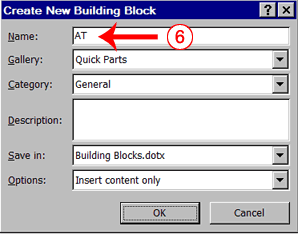 Create New Building Block
Name: AT 6
Gallery: Quick Parts
Category: General
Description:
Save in: Building Blocks.dotx
Options: Insert content only
OK Cancel